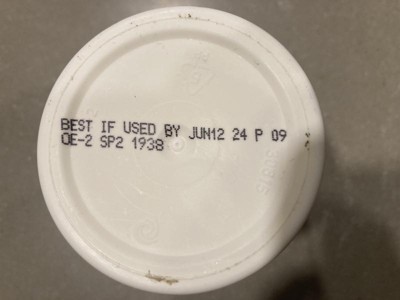 BEST IF USED BY JUN12 24 P 09
OE-2 SP2 1938